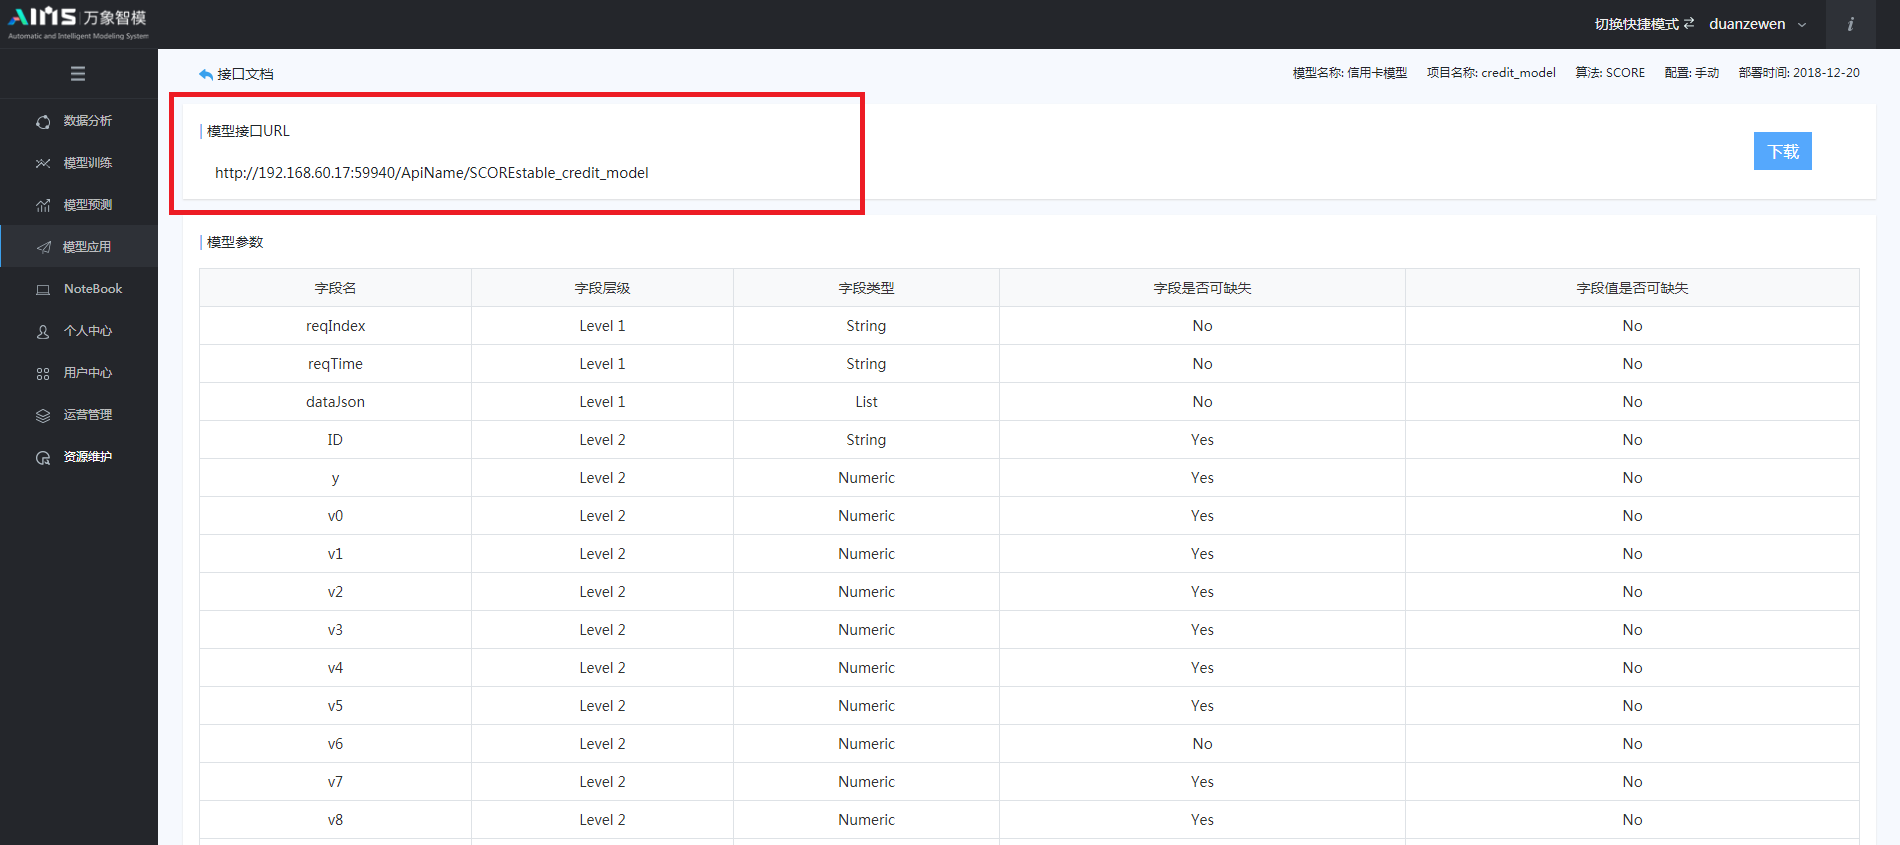 AIMS 万象智模
Automatic and Intelligent Modeling System
切换快捷模式 duanzewen i
接口文档 模型名称: 信用卡模型 项目名称: credit_model 算法: SCORE 配置: 手动 部署时间: 2018-12-20
数据分析
模型训练
模型预测
模型应用
NoteBook
个人中心
用户中心
运营管理
资源维护
模型接口URL
http://192.168.60.17:59940/ApiName/SCOREstable_credit_model
下载
模型参数
字段名 字段层级 字段类型 字段是否可缺失 字段值是否可缺失
reqIndex Level 1 String No No
reqTime Level 1 String No No
dataJson Level 1 List No No
ID Level 2 String Yes No
y Level 2 Numeric Yes No
v0 Level 2 Numeric Yes No
v1 Level 2 Numeric Yes No
v2 Level 2 Numeric Yes No
v3 Level 2 Numeric Yes No
v4 Level 2 Numeric Yes No
v5 Level 2 Numeric Yes No
v6 Level 2 Numeric No No
v7 Level 2 Numeric Yes No
v8 Level 2 Numeric Yes No